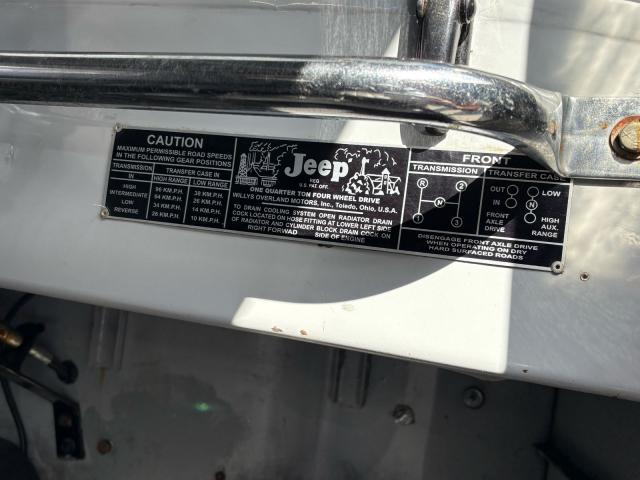 CAUTION
MAXIMUM PERMISSIBLE ROAD SPEEDS
IN THE FOLLOWING GEAR POSITIONS
TRANSMISSION TRANSFER CASE IN
IN HIGH RANGE LOW RANGE
HIGH 96 KM.P.H. 38 KM.P.H.
INTERMEDIATE 64 KM.P.H. 26 KM.P.H.
LOW 34 KM.P.H. 14 KM.P.H.
REVERSE 26 KM.P.H. 10 KM.P.H.
Jeep
REG
U.S. PAT. OFF.
ONE QUARTER TON FOUR WHEEL DRIVE
WILLYS OVERLAND MOTORS, Inc. Toledo, Ohio, U.S.A.
TO DRAIN COOLING SYSTEM OPEN RADIATOR DRAIN
COCK LOCATED ON HOSE FITTING AT LOWER LEFT SIDE
OF RADIATOR AND CYLINDER BLOCK DRAIN COCK ON
RIGHT FORWAD SIDE OF ENGINE
FRONT
TRANSMISSION TRANSFER CASE
R 2
N
1 3
OUT LOW
IN N
FRONT HIGH
AXLE AUX.
DRIVE RANGE
DISENGAGE FRONT AXLE DRIVE
WHEN OPERATING ON DRY
HARD SURFACED ROADS